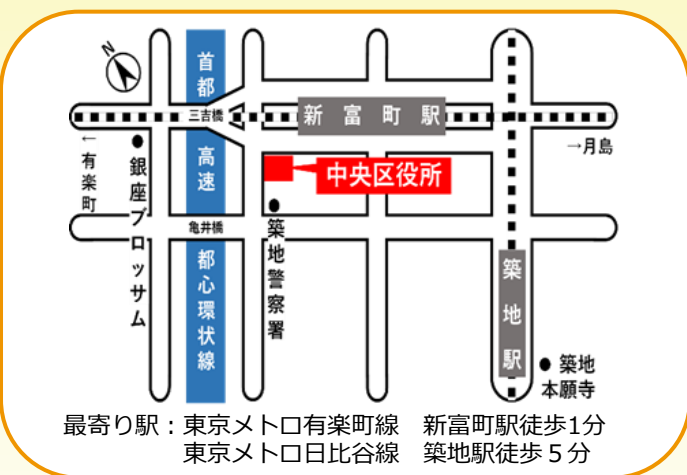 N
首都高速都心環状線
三吉橋
新富町駅
←有楽町
→月島
銀座ブロッサム
中央区役所
亀井橋
築地警察署
築地駅
築地
本願寺
最寄り駅：東京メトロ有楽町線　新富町駅徒歩1分
東京メトロ日比谷線　築地駅徒歩５分